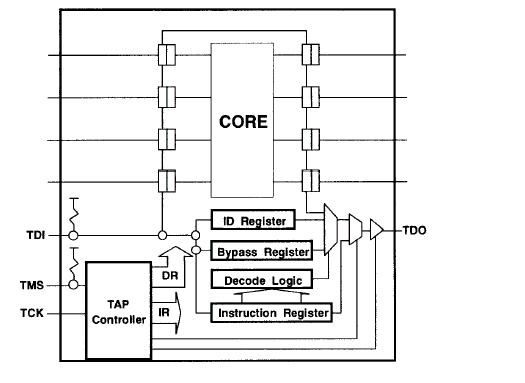 CORE
ID Register
TDI
TDO
Bypass Register
DR
Decode Logic
TMS
TAP
Controller
IR
TCK
Instruction Register